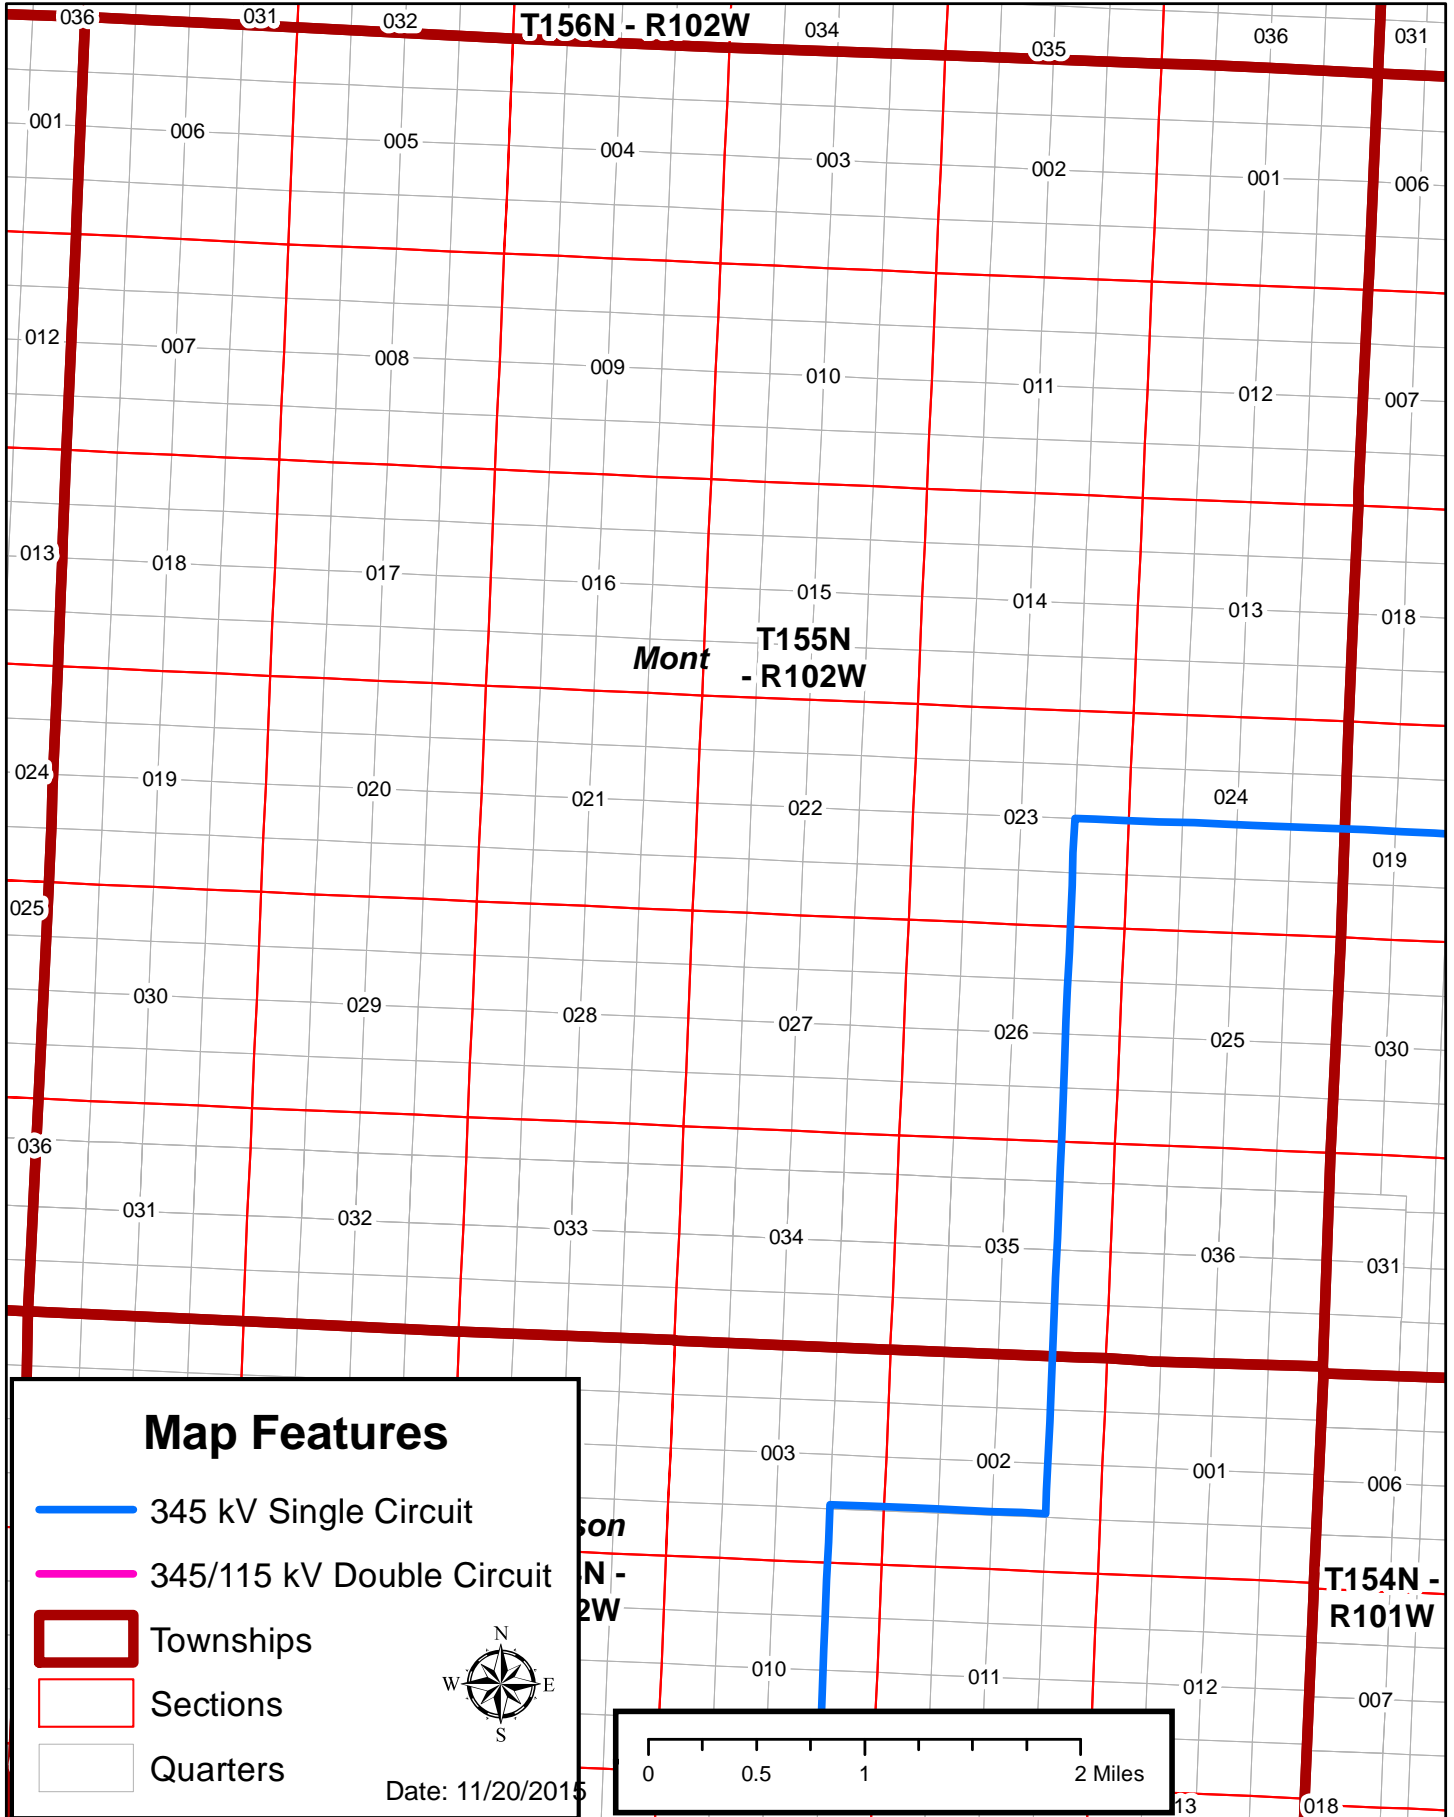 036 031 032 T156N - R102W 034 035 036 031
001 006 005 004 003 002 001 006
012 007 008 009 010 011 012 007
013 018 017 016 015 014 013 018
Mont T155N
- R102W
024 019 020 021 022 023 024 019
025 030 029 028 027 026 025 030
036 031 032 033 034 035 036 031
003 002 001 006
Map Features
345 kV Single Circuit
345/115 kV Double Circuit
Townships
Sections
Quarters
N
W E
S
Date: 11/20/2015
son
N -
2W
T154N -
R101W
010 011 012 007
0 0.5 1 2 Miles
13 018